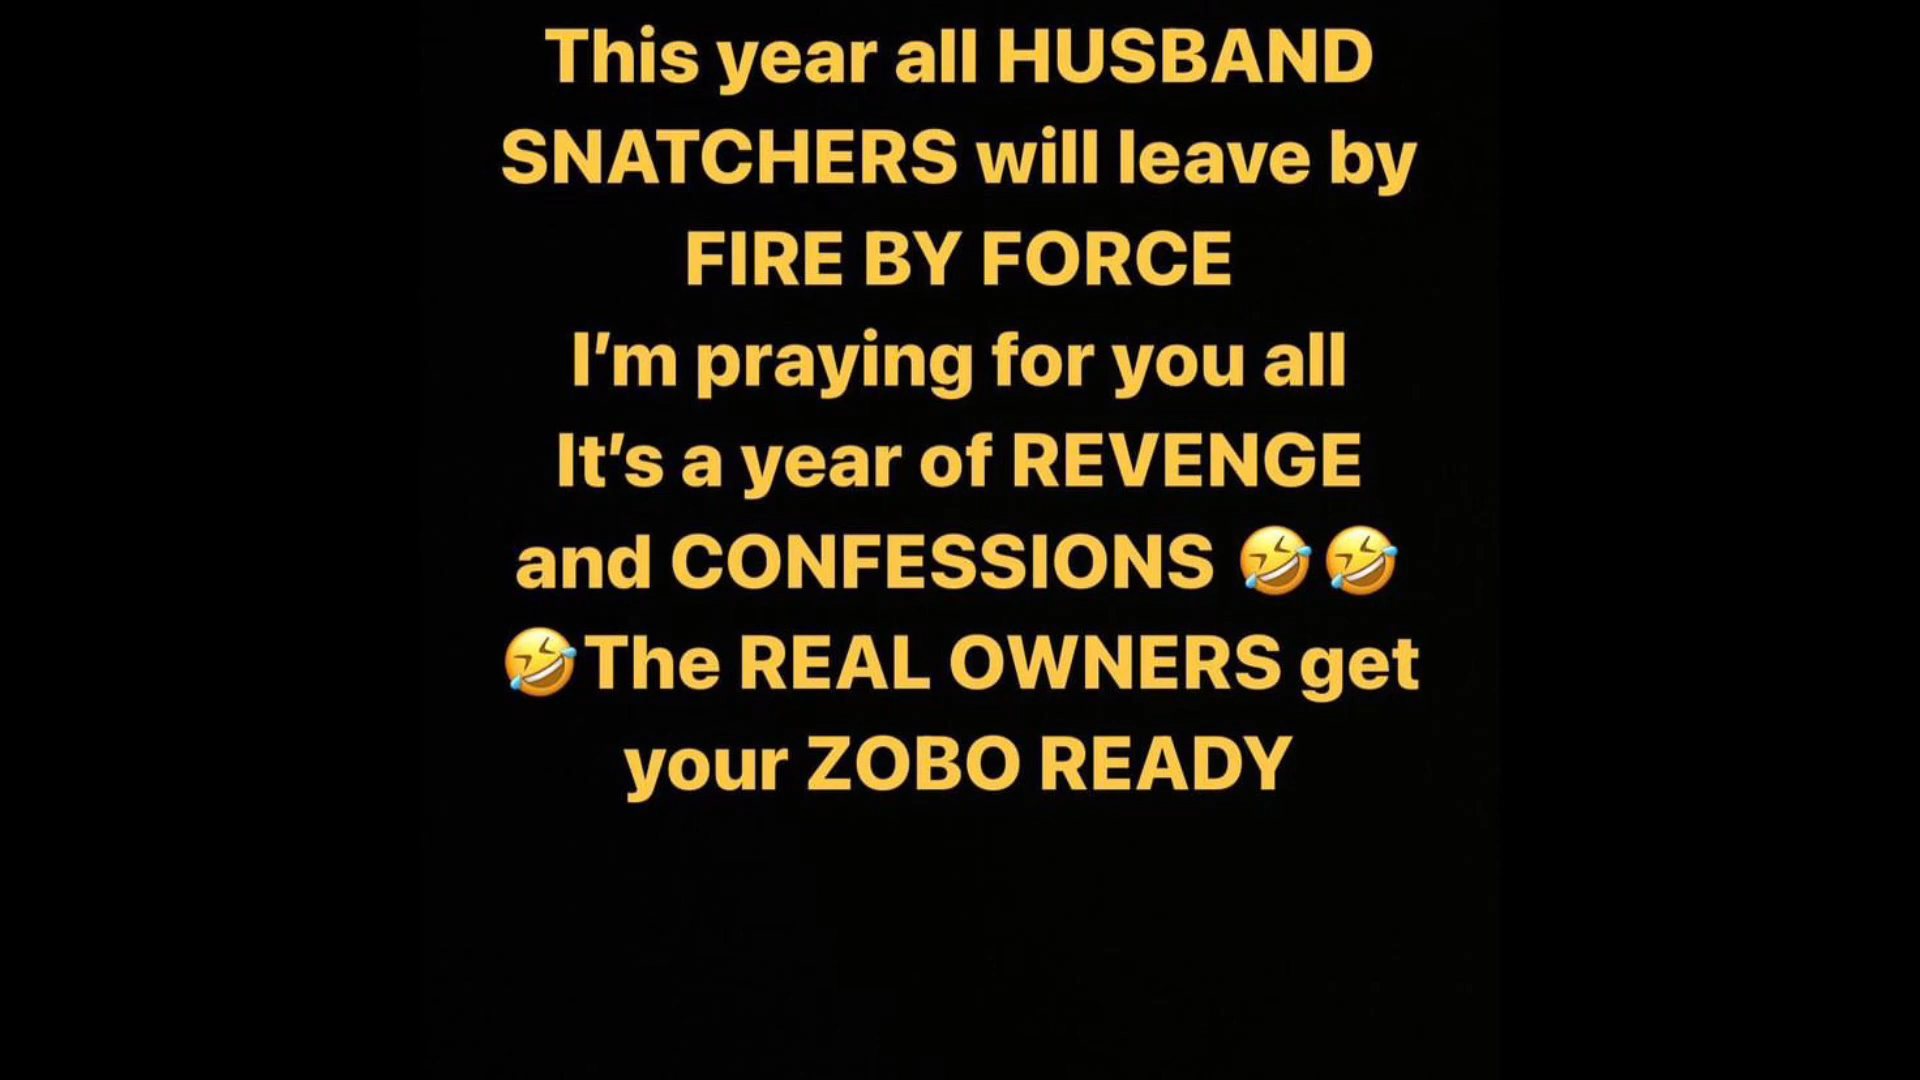 This year all HUSBAND
SNATCHERS will leave by
FIRE BY FORCE
I’m praying for you all
It’s a year of REVENGE
and CONFESSIONS 🤣🤣
🤣The REAL OWNERS get
your ZOBO READY